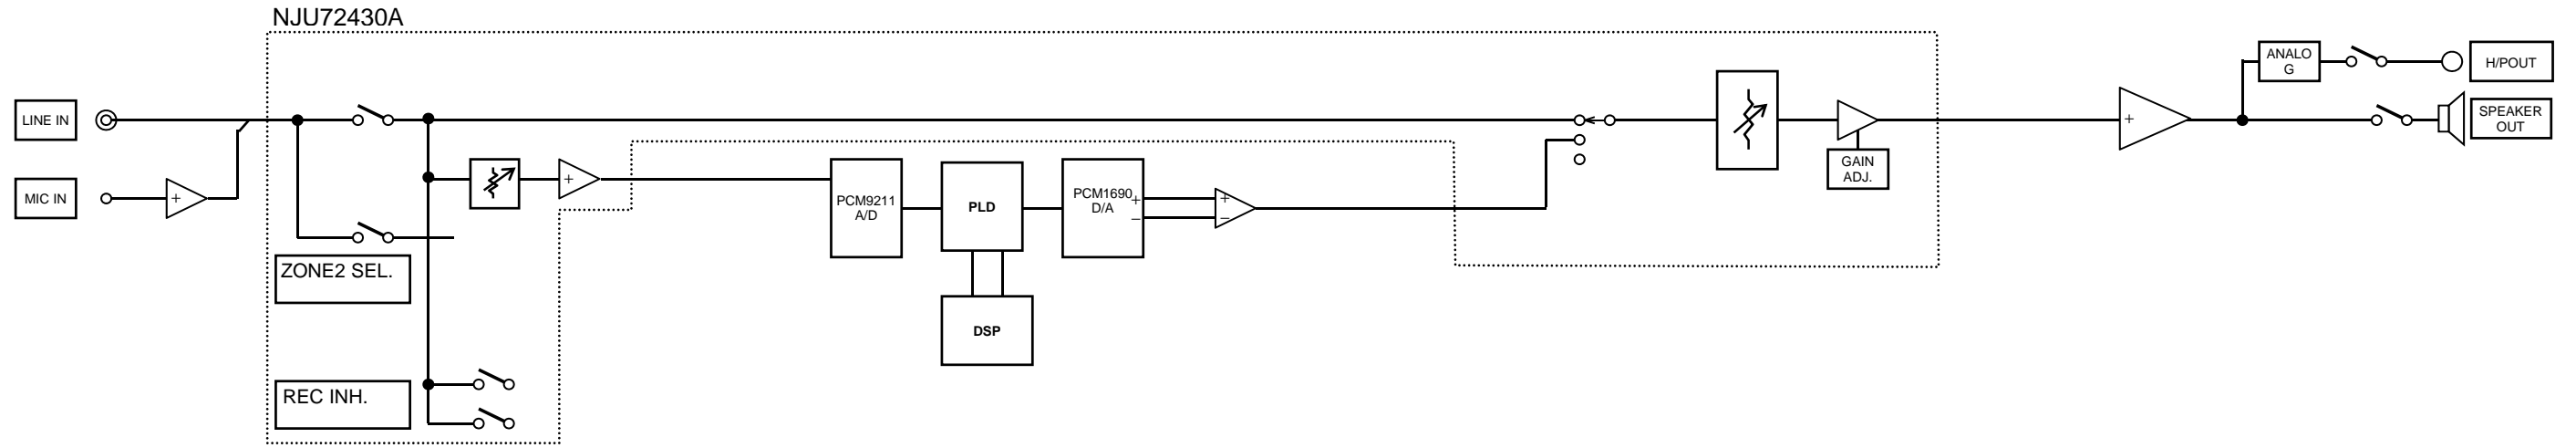 NJU72430A
LINE IN
MIC IN
+
ZONE2 SEL.
REC INH.
+
PCM9211
A/D
PLD
DSP
PCM1690
D/A
+
−
+
−
GAIN
ADJ.
+
ANALO
G
H/POUT
SPEAKER
OUT